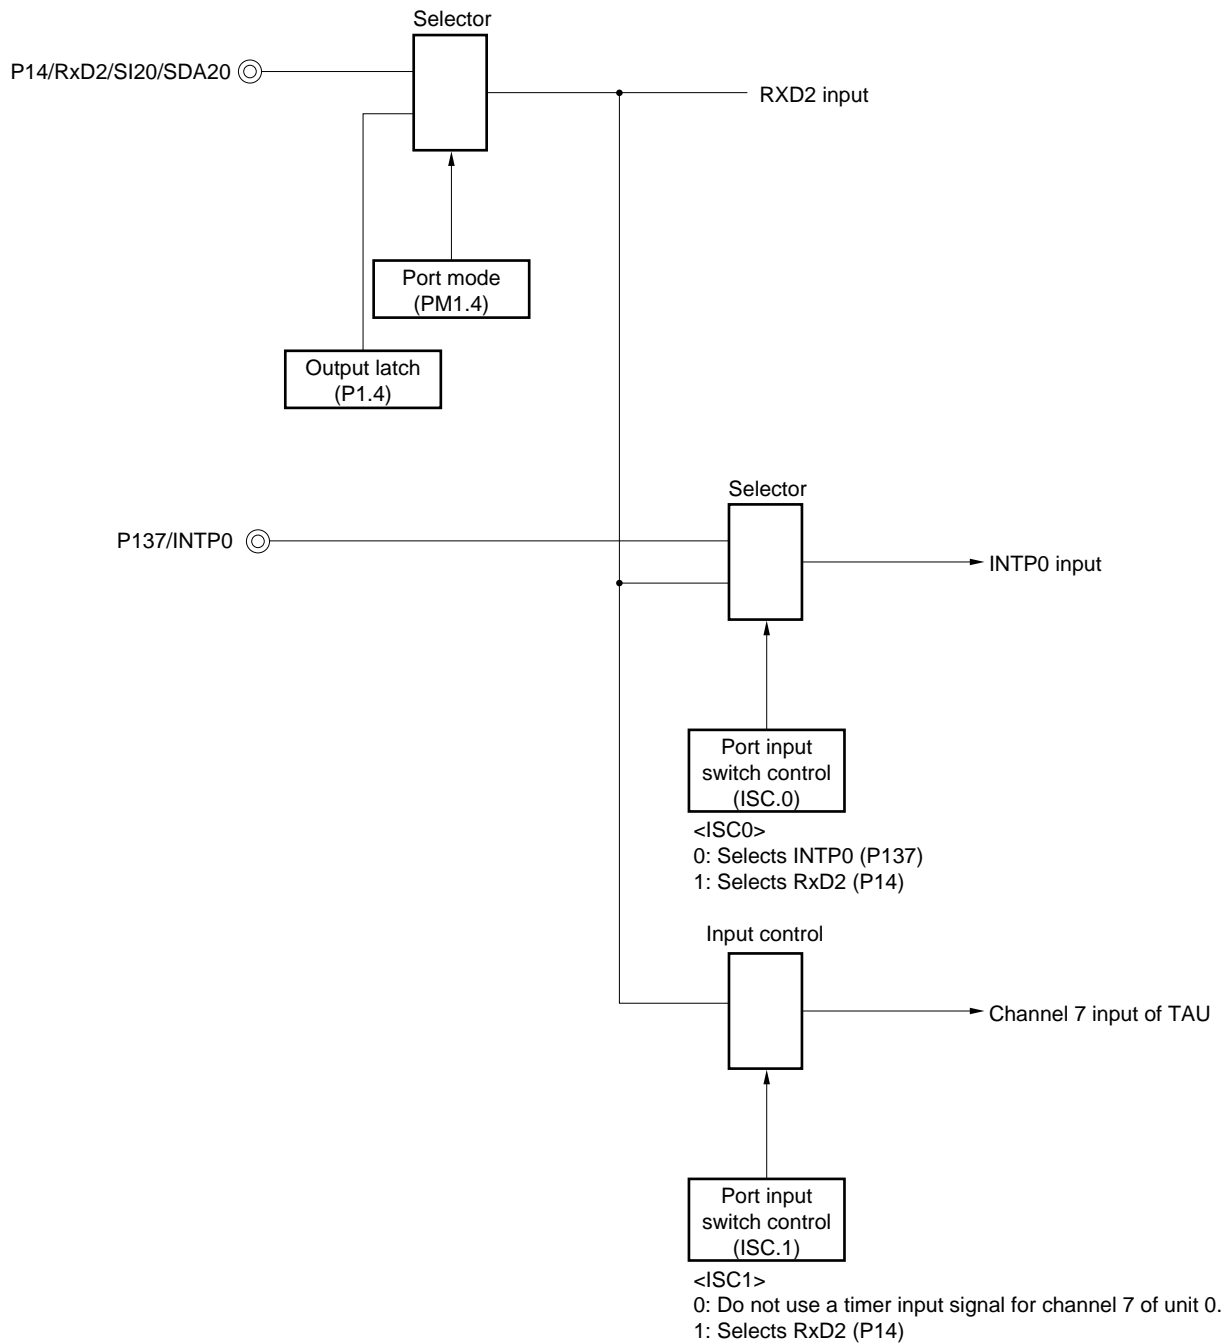 Selector
P14/RxD2/SI20/SDA20
RXD2 input
Port mode
(PM1.4)
Output latch
(P1.4)
Selector
P137/INTP0
INTP0 input
Port input
switch control
(ISC.0)
<ISC0>
0: Selects INTP0 (P137)
1: Selects RxD2 (P14)
Input control
Channel 7 input of TAU
Port input
switch control
(ISC.1)
<ISC1>
0: Do not use a timer input signal for channel 7 of unit 0.
1: Selects RxD2 (P14)